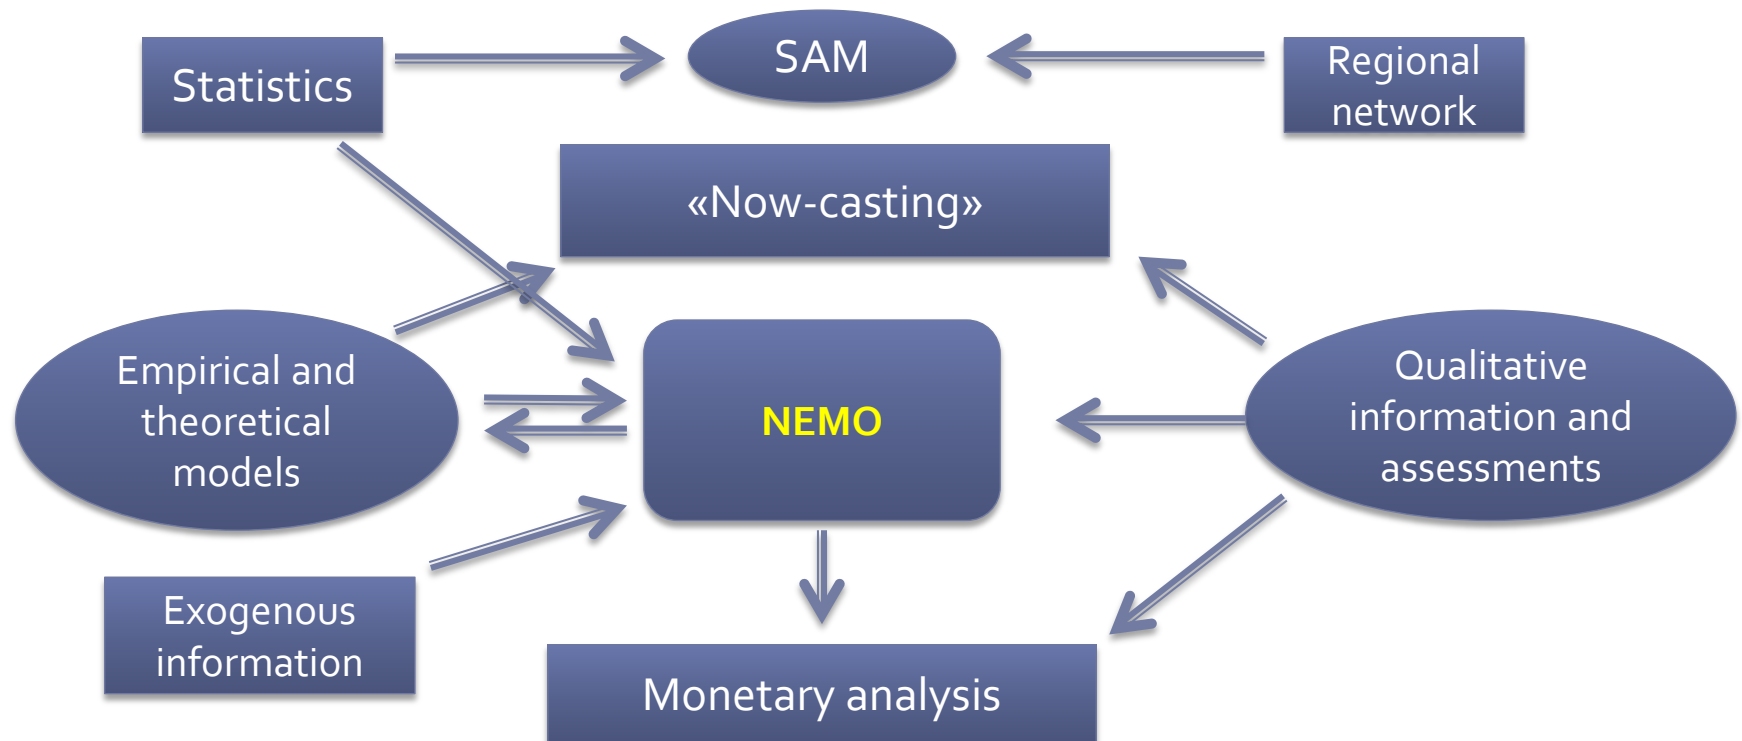 SAM
Statistics
Regional
network
«Now-casting»
Empirical and
theoretical
models
NEMO
Qualitative
information and
assessments
Exogenous
information
Monetary analysis